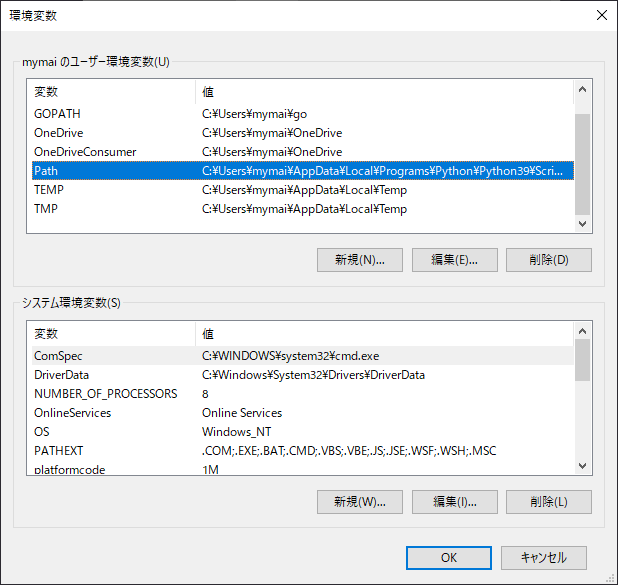 環境変数
mymai のユーザー環境変数(U)
変数 値
GOPATH C:¥Users¥mymai¥go
OneDrive C:¥Users¥mymai¥OneDrive
OneDriveConsumer C:¥Users¥mymai¥OneDrive
Path C:¥Users¥mymai¥AppData¥Local¥Programs¥Python¥Python39¥Scri...
TEMP C:¥Users¥mymai¥AppData¥Local¥Temp
TMP C:¥Users¥mymai¥AppData¥Local¥Temp
新規(N)... 編集(E)... 削除(D)
システム環境変数(S)
変数 値
ComSpec C:¥WINDOWS¥system32¥cmd.exe
DriverData C:¥Windows¥System32¥Drivers¥DriverData
NUMBER_OF_PROCESSORS 8
OnlineServices Online Services
OS Windows_NT
PATHEXT .COM;.EXE;.BAT;.CMD;.VBS;.VBE;.JS;.JSE;.WSF;.WSH;.MSC
platformcode 1M
新規(W)... 編集(I)... 削除(L)
OK キャンセル